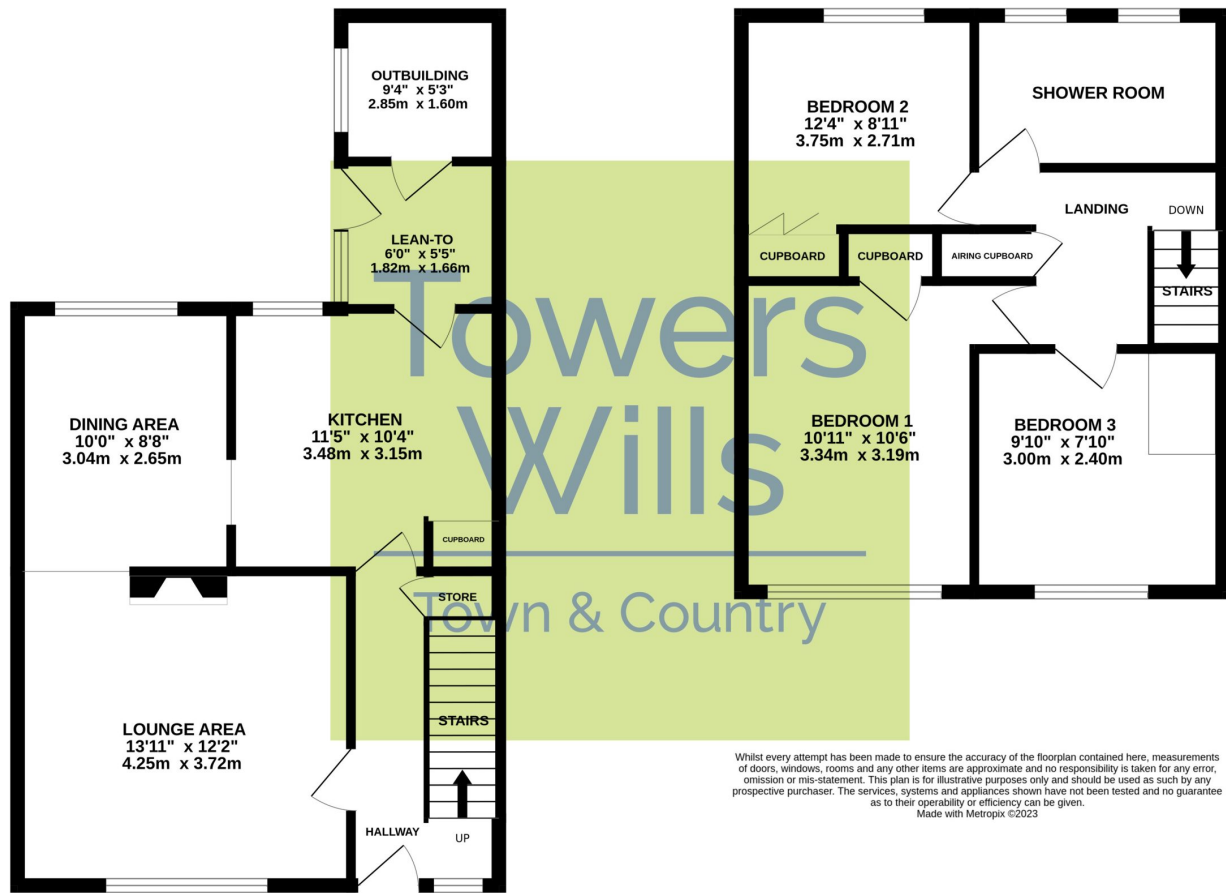 OUTBUILDING
9'4" x 5'3"
2.85m x 1.60m
LEAN-TO
6'0" x 5'5"
1.82m x 1.66m
DINING AREA
10'0" x 8'8"
3.04m x 2.65m
KITCHEN
11'5" x 10'4"
3.48m x 3.15m
CUPBOARD
STORE
LOUNGE AREA
13'11" x 12'2"
4.25m x 3.72m
STAIRS
HALLWAY
UP
BEDROOM 2
12'4" x 8'11"
3.75m x 2.71m
SHOWER ROOM
LANDING
DOWN
CUPBOARD
CUPBOARD
AIRING CUPBOARD
STAIRS
BEDROOM 1
10'11" x 10'6"
3.34m x 3.19m
BEDROOM 3
9'10" x 7'10"
3.00m x 2.40m
Towers
Wills
Town & Country
Whilst every attempt has been made to ensure the accuracy of the floorplan contained here, measurements
of doors, windows, rooms and any other items are approximate and no responsibility is taken for any error,
omission or mis-statement. This plan is for illustrative purposes only and should be used as such by any
prospective purchaser. The services, systems and appliances shown have not been tested and no guarantee
as to their operability or efficiency can be given.
Made with Metropix ©2023